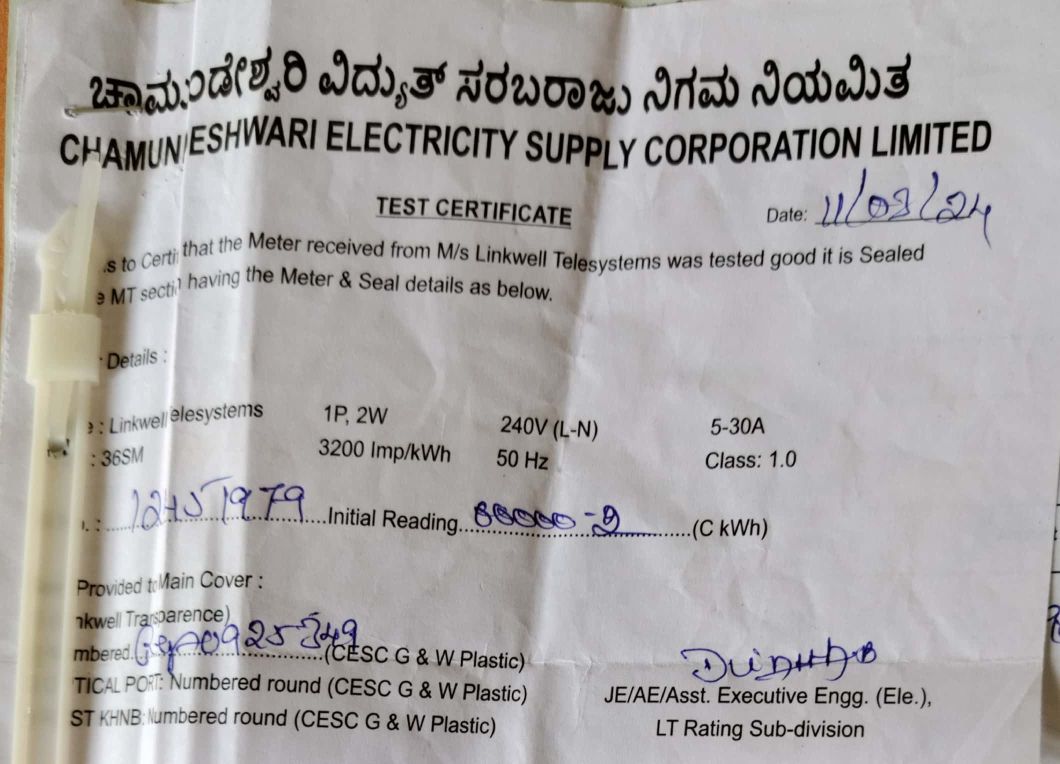 ಚಾಮುಂಡೇಶ್ವರಿ ವಿದ್ಯುತ್ ಸರಬರಾಜು ನಿಗಮ ನಿಯಮಿತ
CHAMUN ESHWARI ELECTRICITY SUPPLY CORPORATION LIMITED
TEST CERTIFICATE
Date: 11/03/24
s to Certi that the Meter received from M/s Linkwell Telesystems was tested good it is Sealed
e MT secti having the Meter & Seal details as below.
Details :
e : Linkwell elesystems 1P, 2W 240V (L-N) 5-30A
: 36SM 3200 Imp/kWh 50 Hz Class: 1.0
12451979 Initial Reading 00000-2 (C kWh)
Provided to Main Cover :
nkwell Transparence)
mbered 0925349 (CESC G & W Plastic)
TICAL PORT: Numbered round (CESC G & W Plastic)
ST KHNB: Numbered round (CESC G & W Plastic)
JE/AE/Asst. Executive Engg. (Ele.),
LT Rating Sub-division